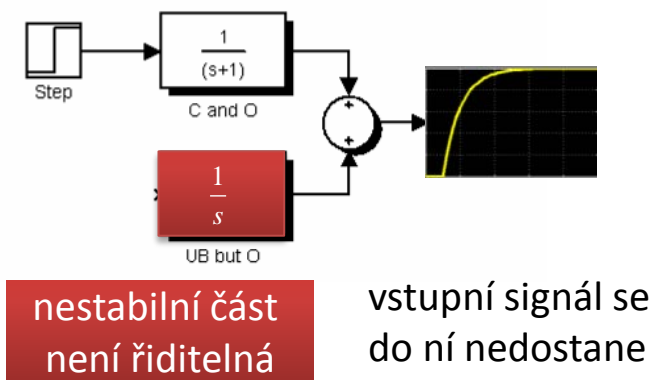 1
(s+1)
Step
C and O
+
+
1
s
UB but O
nestabilní část
není řiditelná
vstupní signál se
do ní nedostane